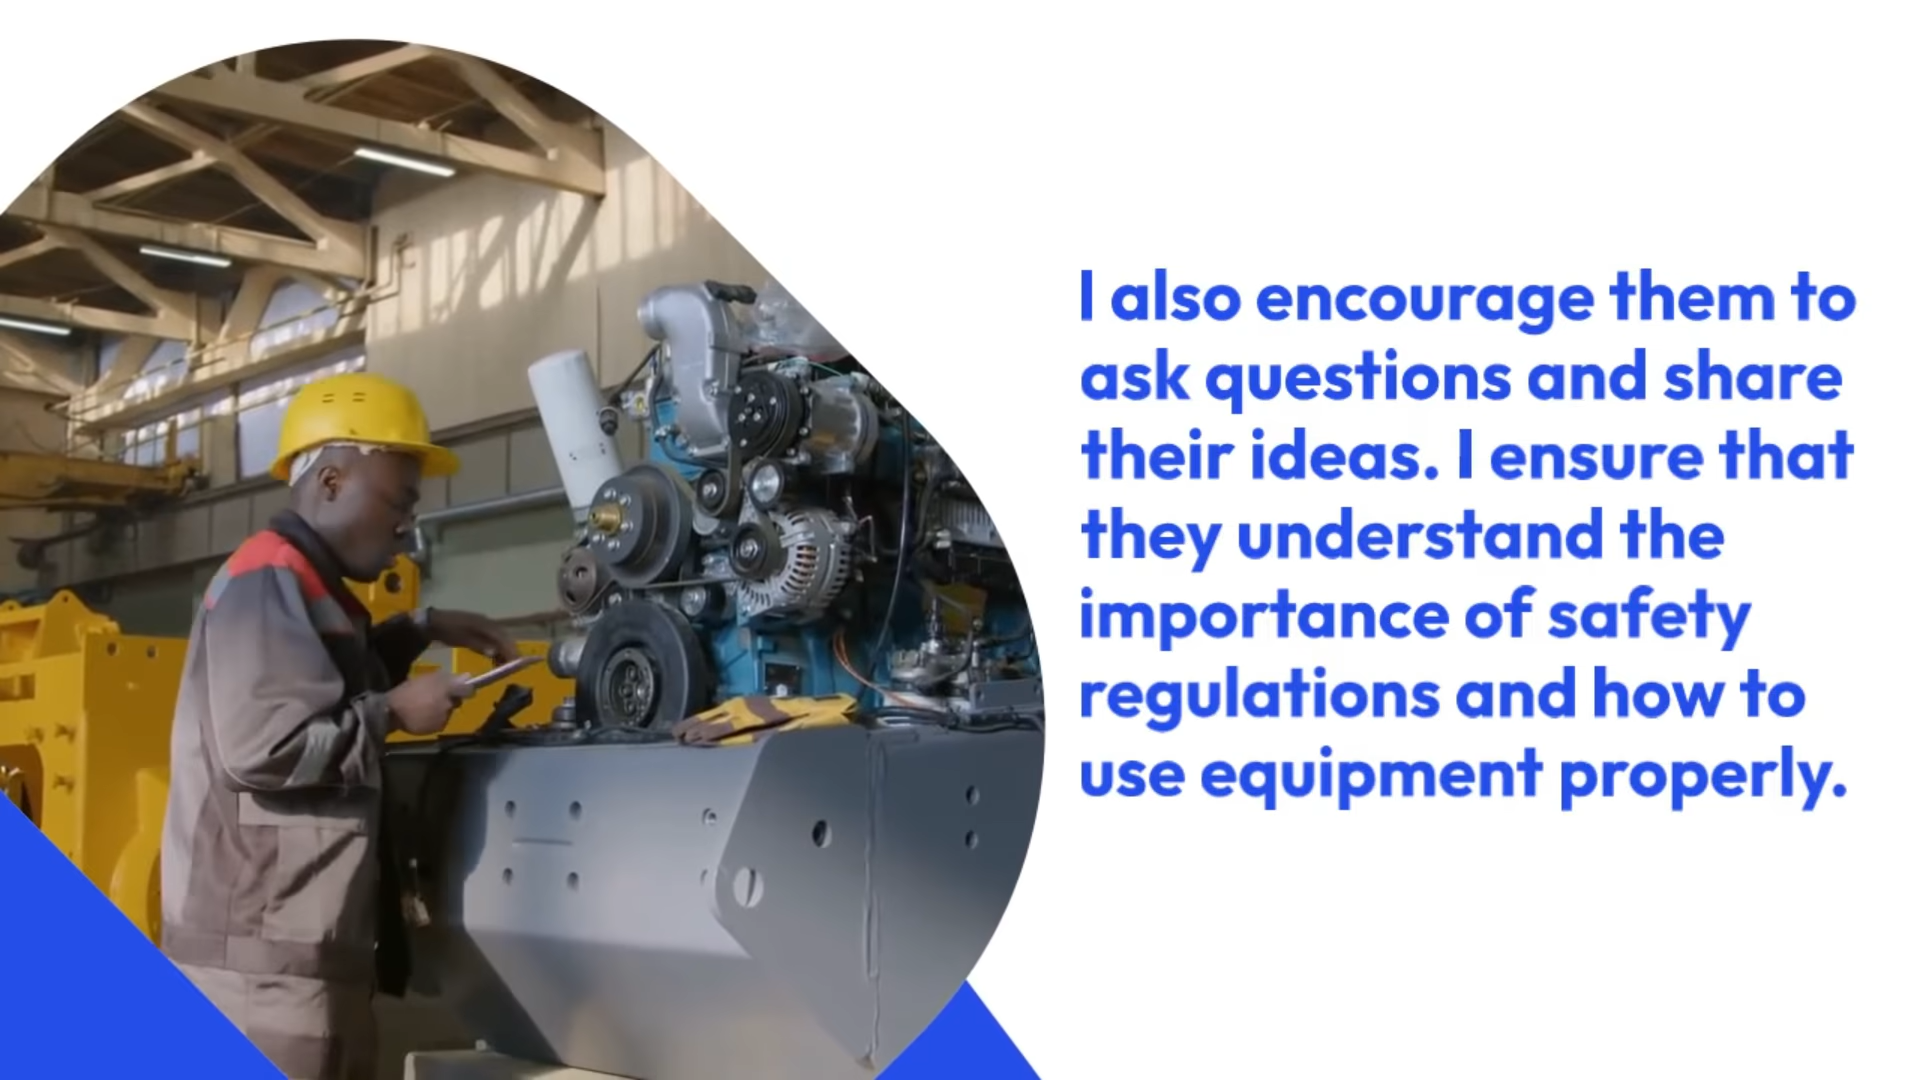 I also encourage them to
ask questions and share
their ideas. I ensure that
they understand the
importance of safety
regulations and how to
use equipment properly.